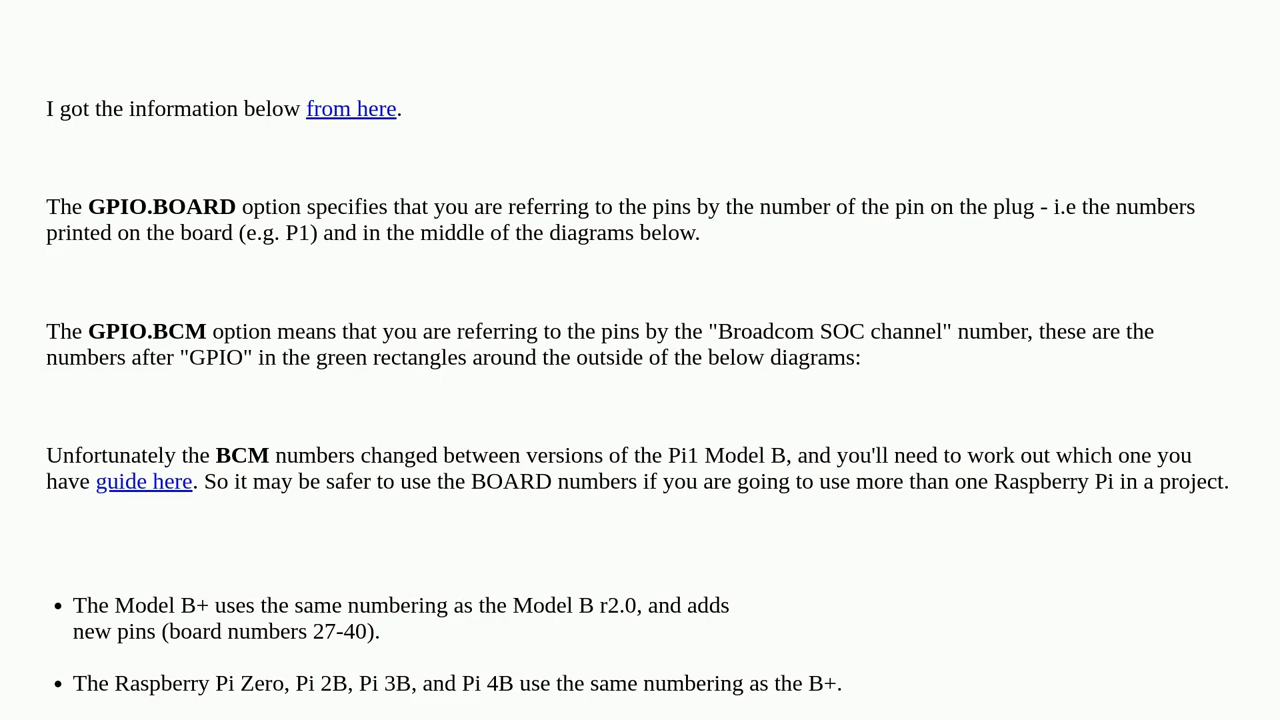 I got the information below from here.
The GPIO.BOARD option specifies that you are referring to the pins by the number of the pin on the plug - i.e the numbers
printed on the board (e.g. P1) and in the middle of the diagrams below.
The GPIO.BCM option means that you are referring to the pins by the "Broadcom SOC channel" number, these are the
numbers after "GPIO" in the green rectangles around the outside of the below diagrams:
Unfortunately the BCM numbers changed between versions of the Pi1 Model B, and you'll need to work out which one you
have guide here. So it may be safer to use the BOARD numbers if you are going to use more than one Raspberry Pi in a project.
• The Model B+ uses the same numbering as the Model B r2.0, and adds
new pins (board numbers 27-40).
• The Raspberry Pi Zero, Pi 2B, Pi 3B, and Pi 4B use the same numbering as the B+.